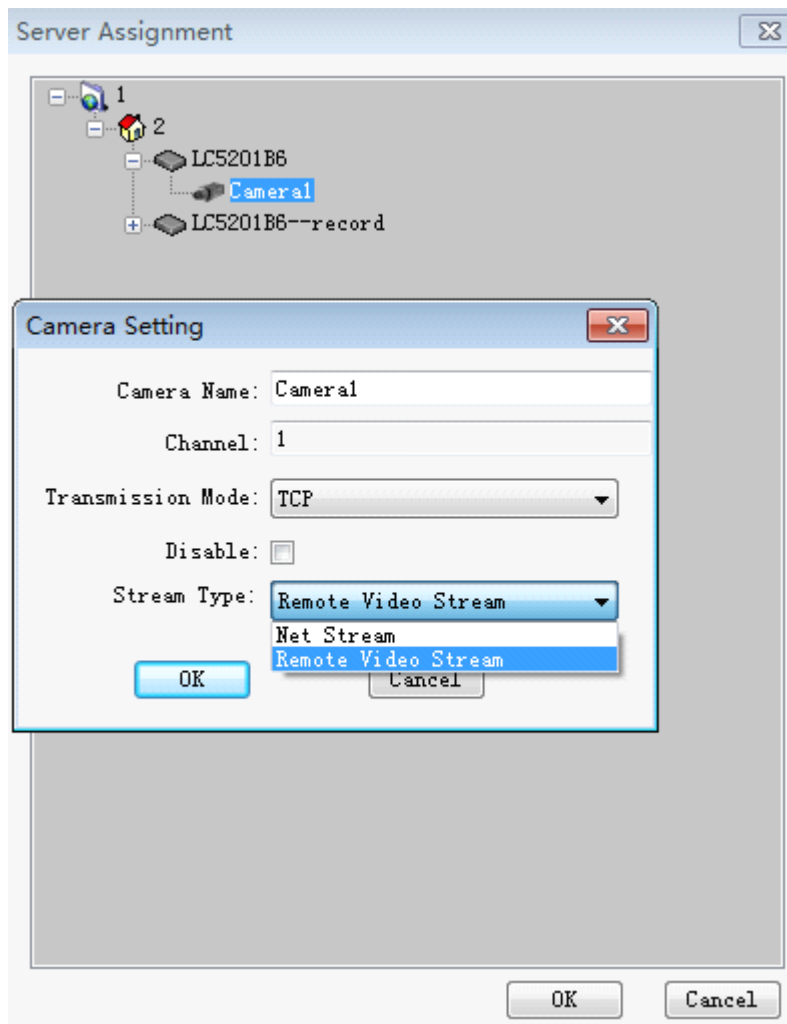 Server Assignment
1
2
LC5201B6
Camera1
LC5201B6--record
Camera Setting
Camera Name: Camera1
Channel: 1
Transmission Mode: TCP
Disable:
Stream Type: Remote Video Stream
Net Stream
Remote Video Stream
OK Cancel
OK Cancel